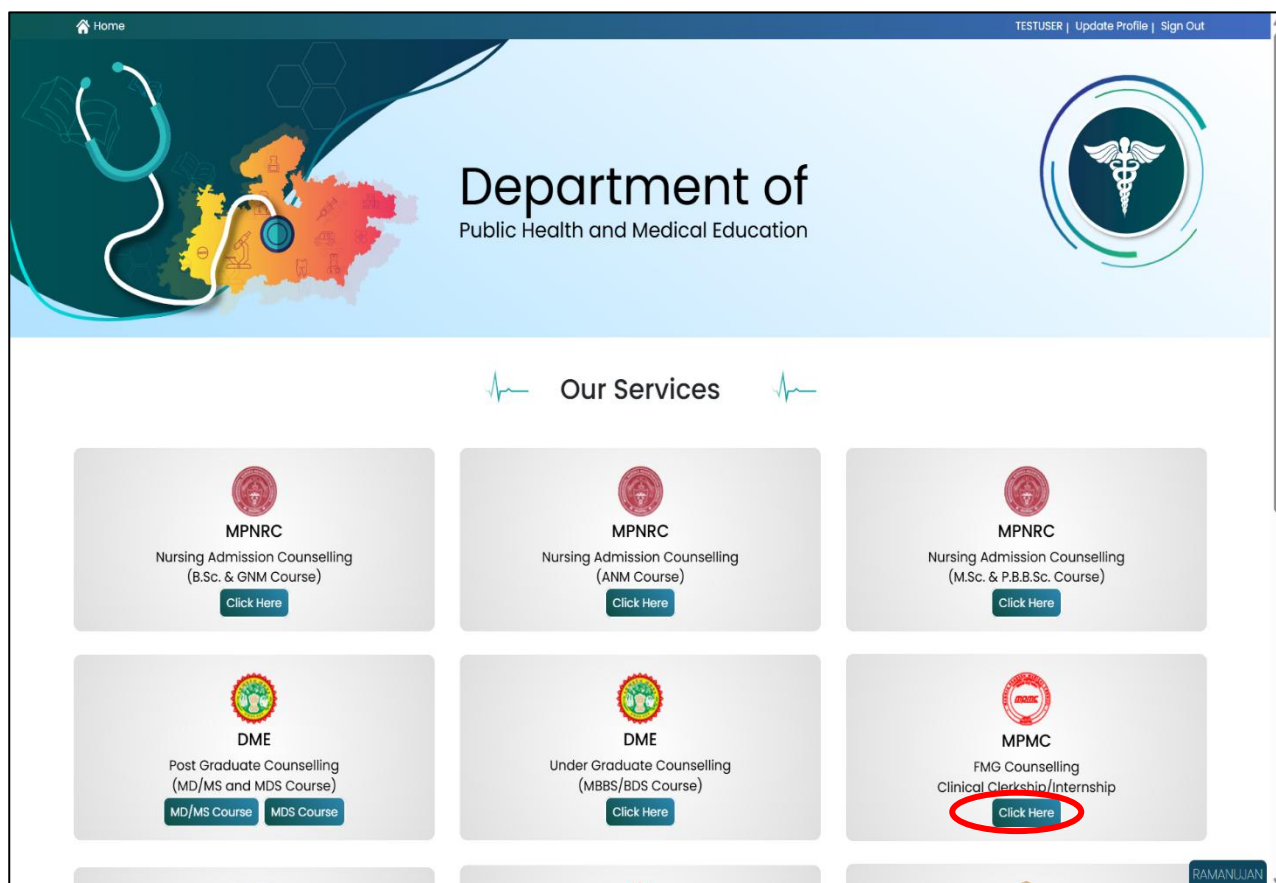 Home
TESTUSER | Update Profile | Sign Out
Department of
Public Health and Medical Education
Our Services
MPNRC
Nursing Admission Counselling
(B.Sc. & GNM Course)
Click Here
MPNRC
Nursing Admission Counselling
(ANM Course)
Click Here
MPNRC
Nursing Admission Counselling
(M.Sc. & P.B.B.Sc. Course)
Click Here
DME
Post Graduate Counselling
(MD/MS and MDS Course)
MD/MS Course MDS Course
DME
Under Graduate Counselling
(MBBS/BDS Course)
Click Here
MPMC
FMG Counselling
Clinical Clerkship/Internship
Click Here
RAMANUJAN